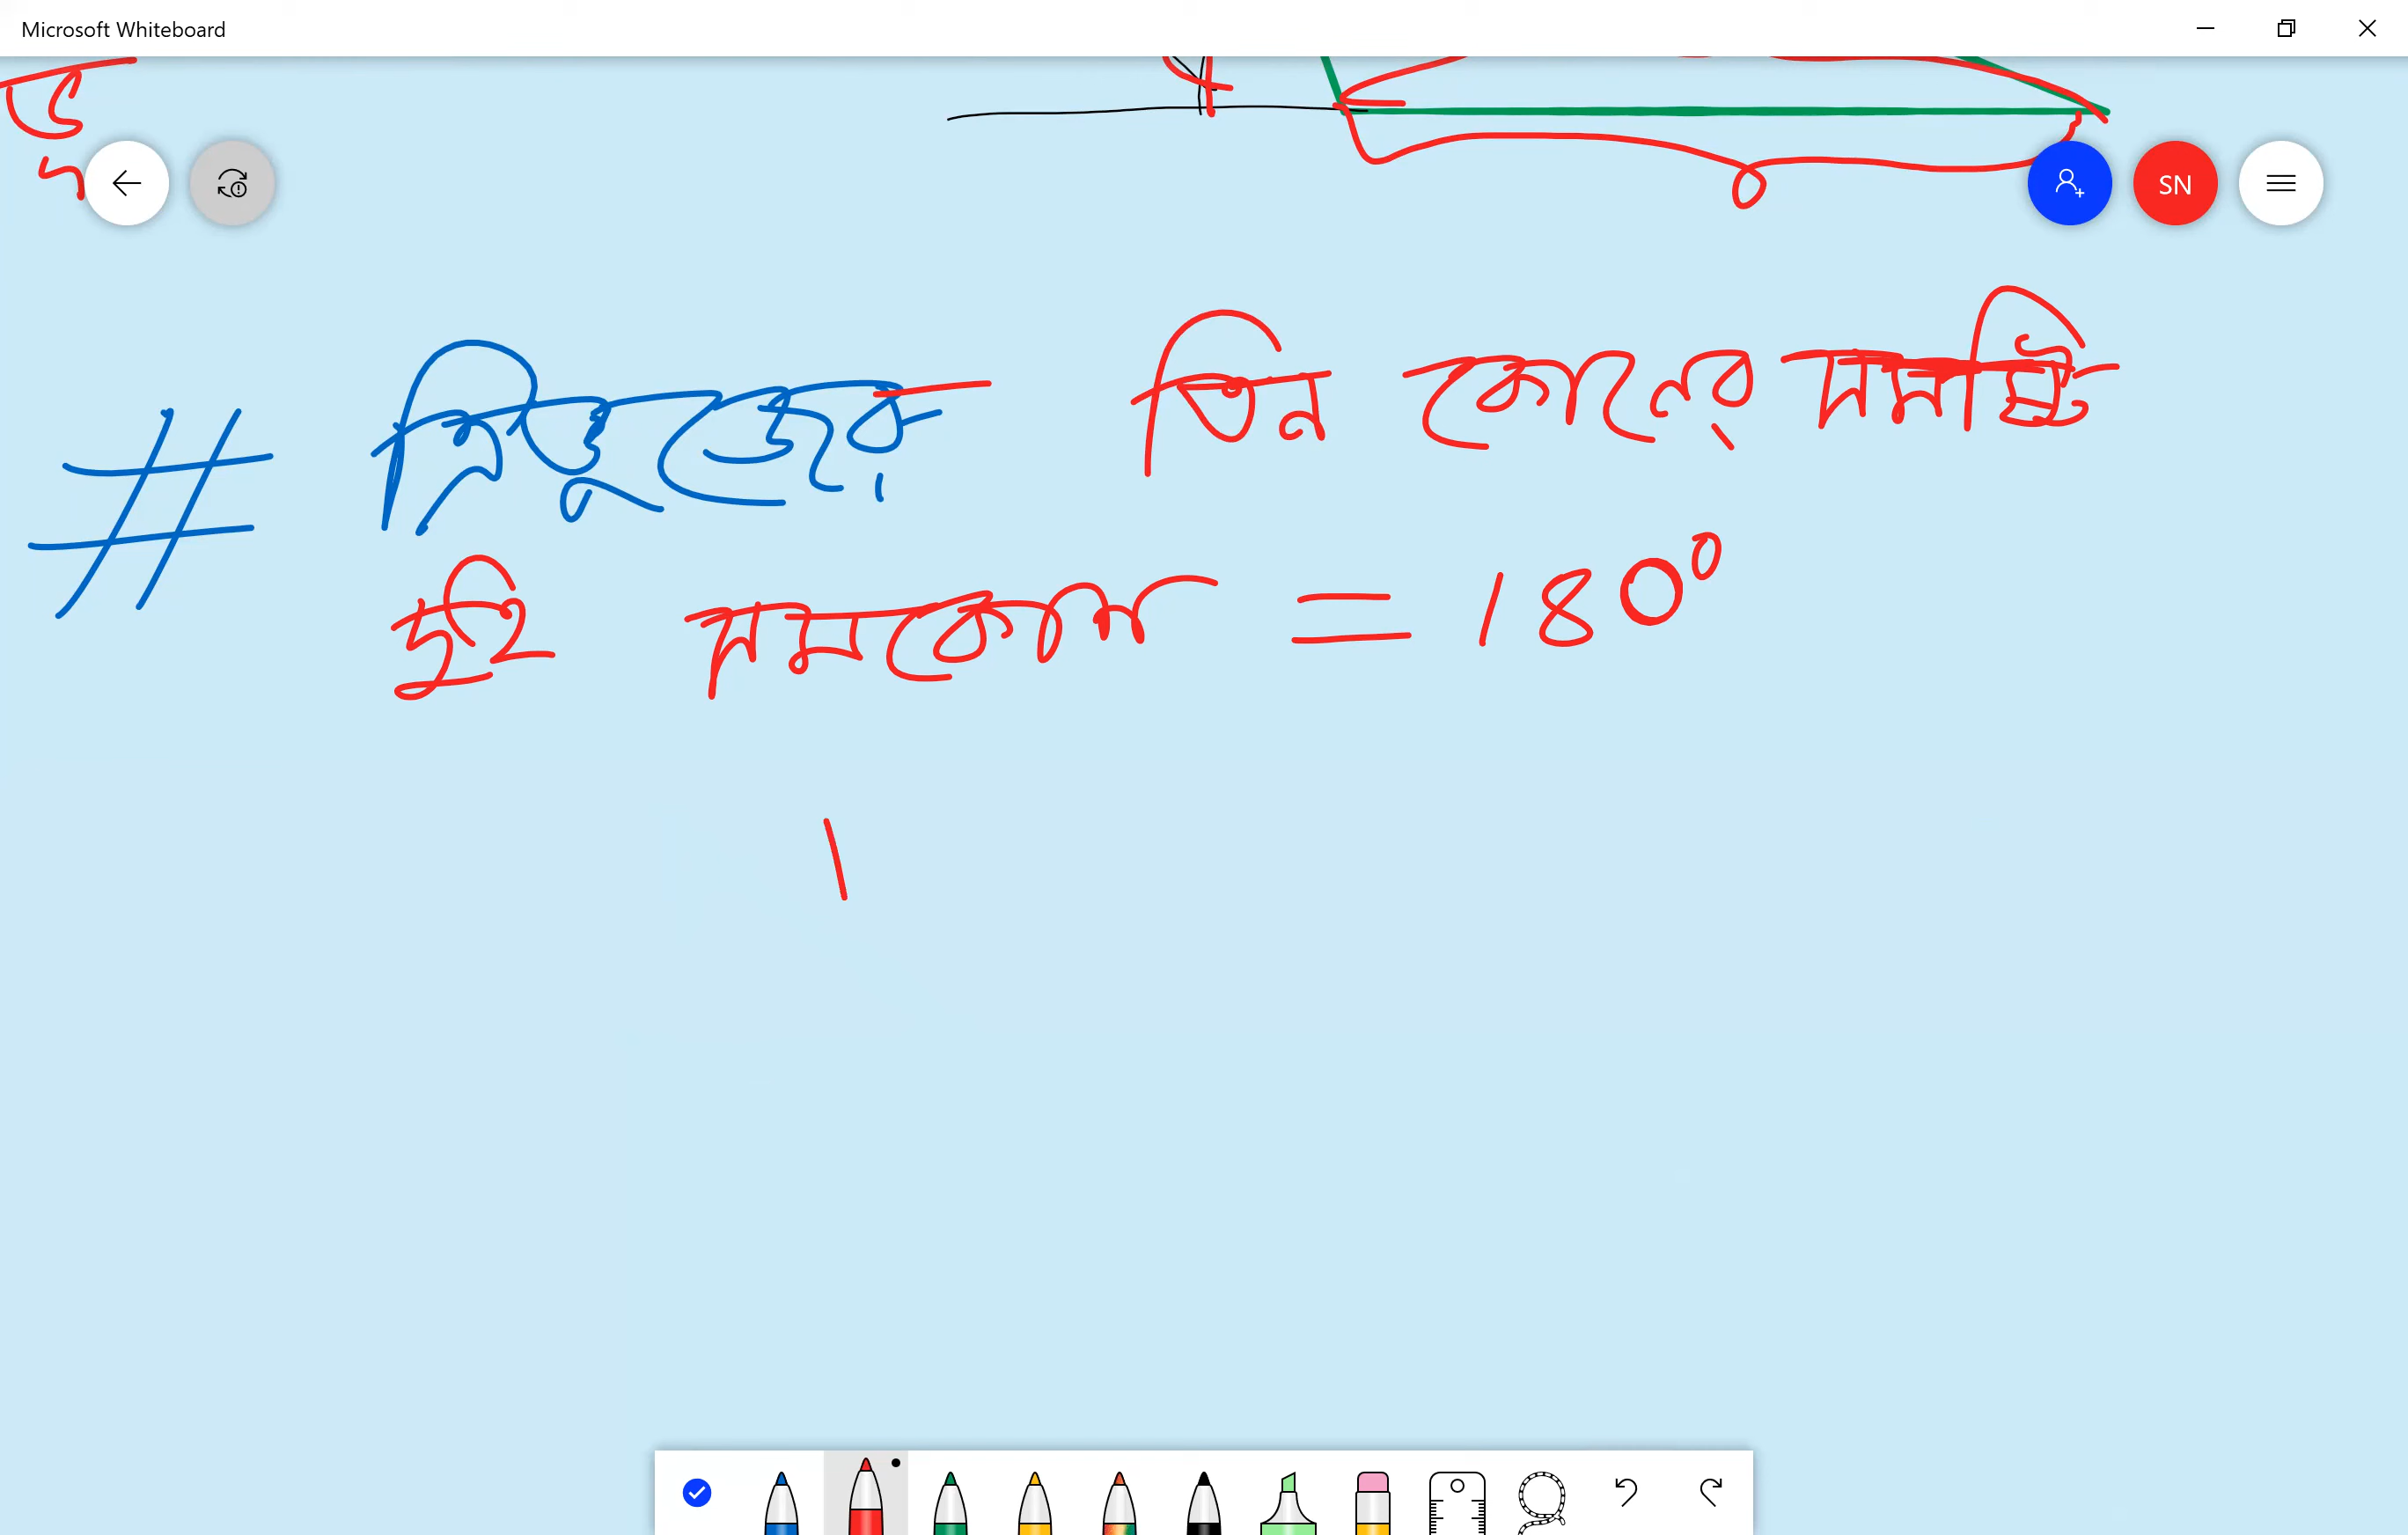 Microsoft Whiteboard
SN
# ত্রিভুজের তিন কোনের সমষ্টি
দুই সমকোণ = 180°